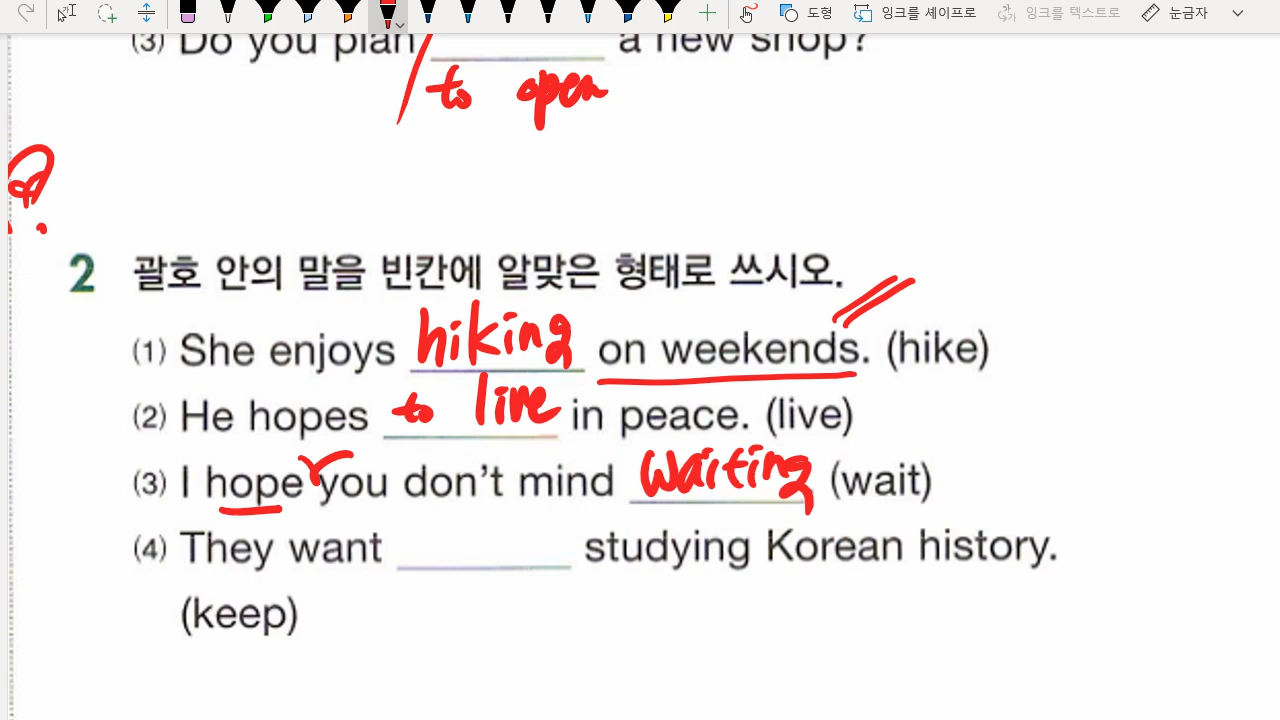 도형 잉크를 셰이프로 잉크를 텍스트로 눈금자
(3) Do you plan / ______ a new shop?
to open
2 괄호 안의 말을 빈칸에 알맞은 형태로 쓰시오.
(1) She enjoys hiking on weekends. (hike)
(2) He hopes to live in peace. (live)
(3) I hope you don't mind waiting (wait)
(4) They want ______ studying Korean history.
(keep)